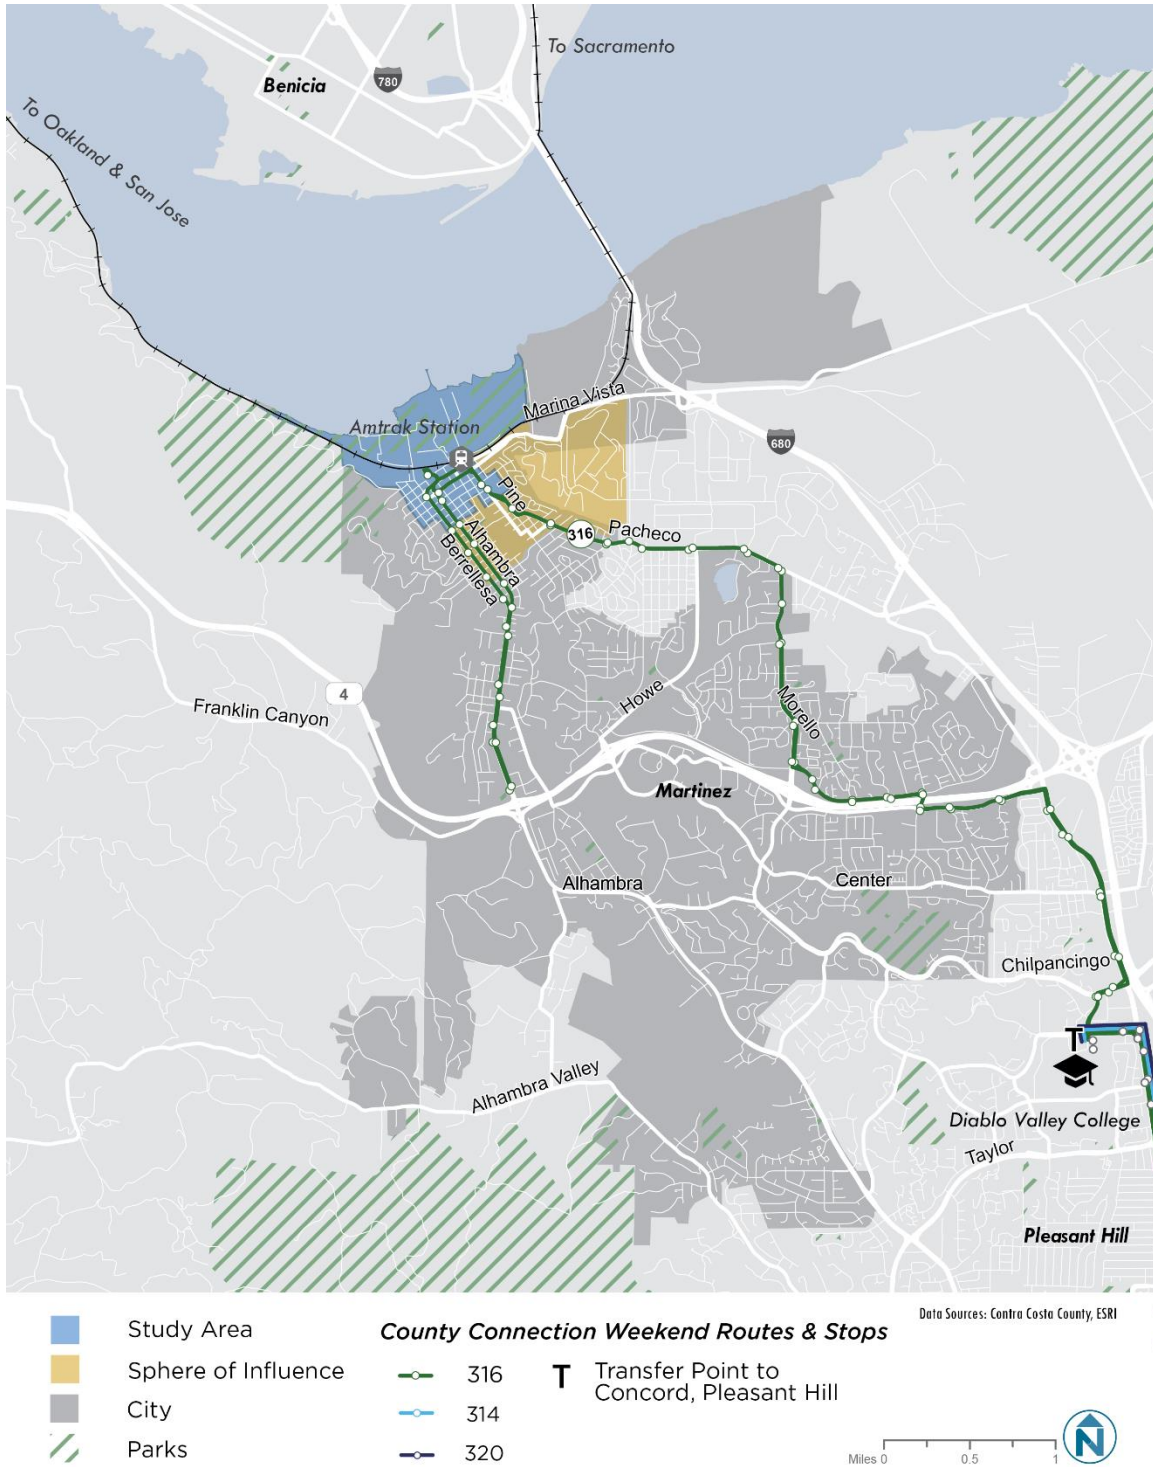 To Sacramento
Benicia
780
To Oakland & San Jose
Marina Vista
Amtrak Station
680
Pine
316
Pacheco
Alhambra
Berrellesa
4
Franklin Canyon
Howe
Morello
Martinez
Alhambra
Center
Chilpancingo
T
Alhambra Valley
Diablo Valley College
Taylor
Pleasant Hill
Data Sources: Contra Costa County, ESRI
Study Area
Sphere of Influence
City
Parks
County Connection Weekend Routes & Stops
316
314
320
T Transfer Point to
Concord, Pleasant Hill
Miles 0 0.5 1
N